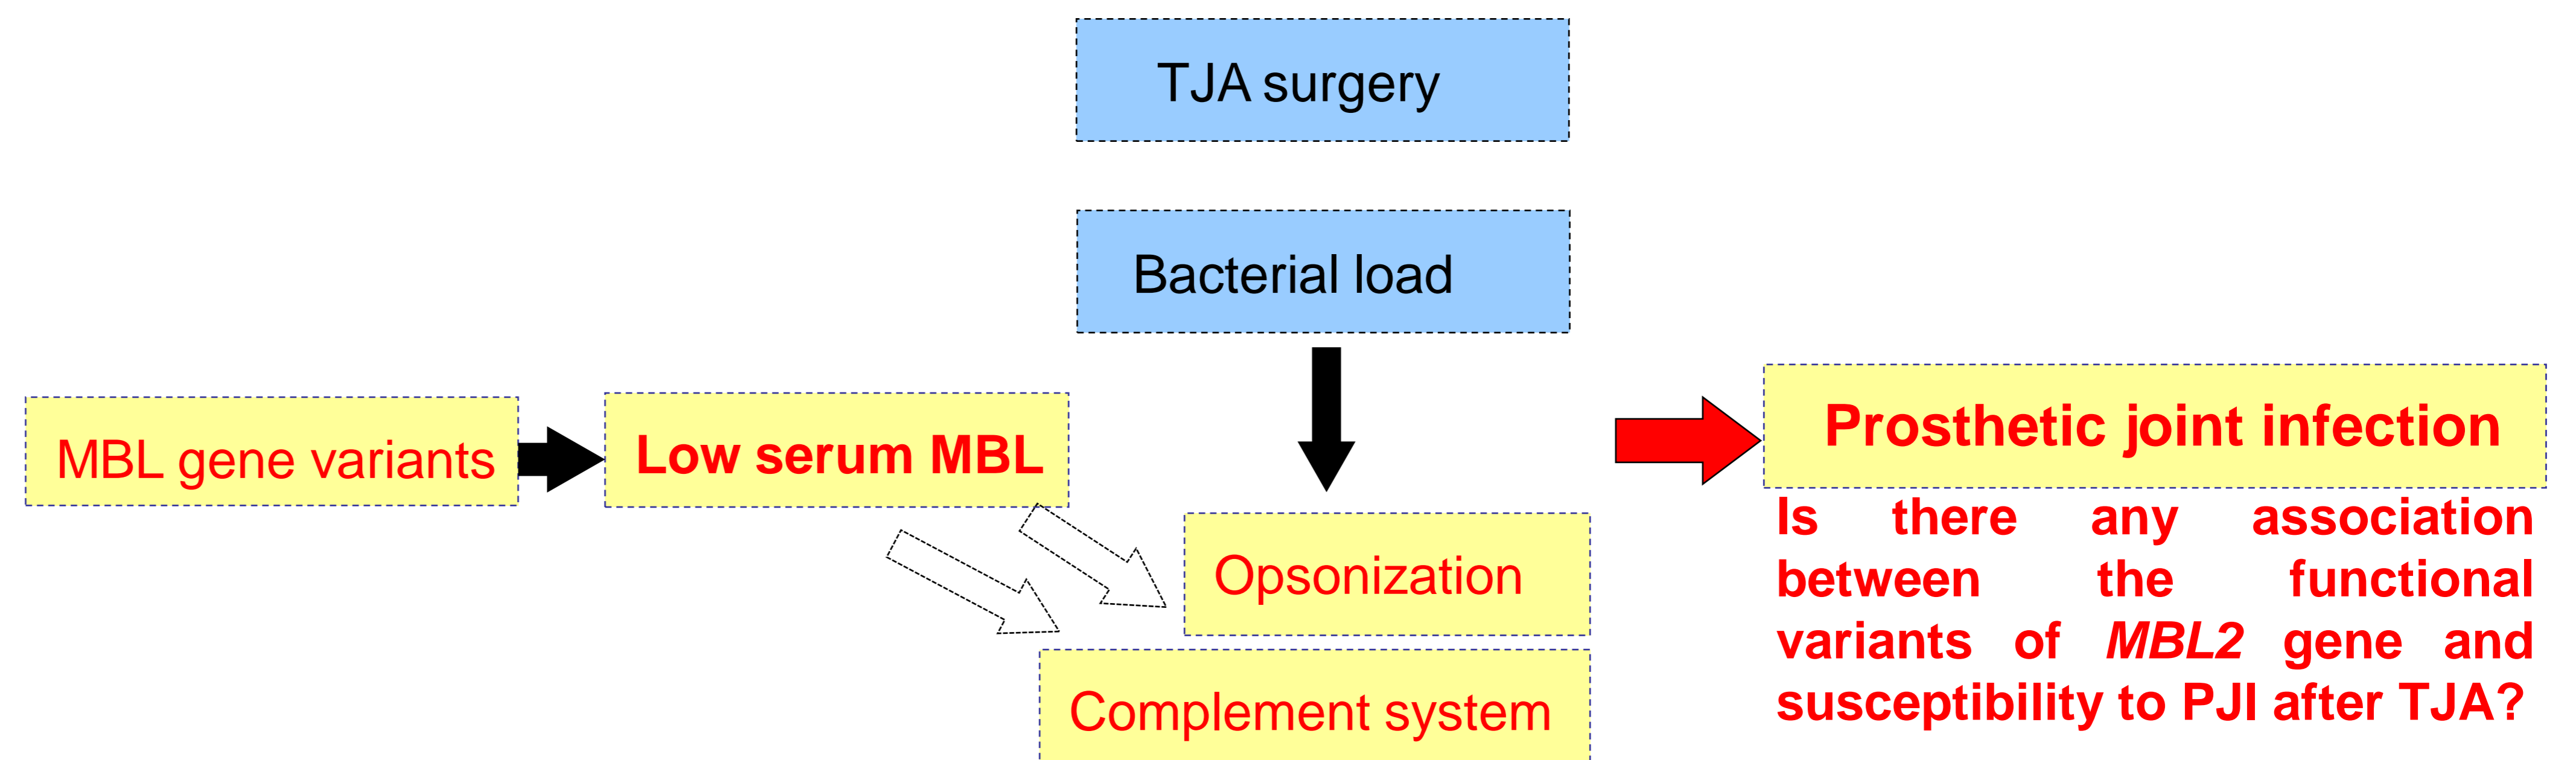 TJA surgery
Bacterial load
MBL gene variants
Low serum MBL
Opsonization
Complement system
Prosthetic joint infection
Is there any association
between the functional
variants of MBL2 gene and
susceptibility to PJI after TJA?